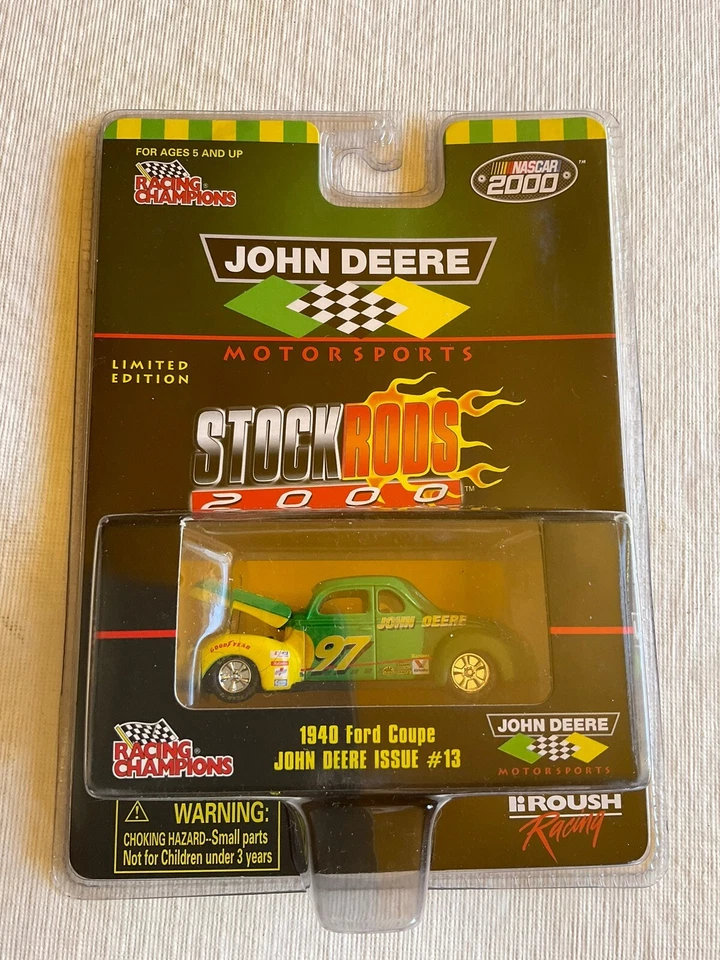 FOR AGES 5 AND UP
RACING CHAMPIONS®
NASCAR 2000™
JOHN DEERE
MOTORSPORTS
LIMITED
EDITION
STOCKRODS
2000™
GOODYEAR
97
JOHN DEERE
RACING CHAMPIONS®
1940 Ford Coupe
JOHN DEERE ISSUE #13
JOHN DEERE
MOTORSPORTS
WARNING:
CHOKING HAZARD--Small parts
Not for Children under 3 years
ROUSH
Racing